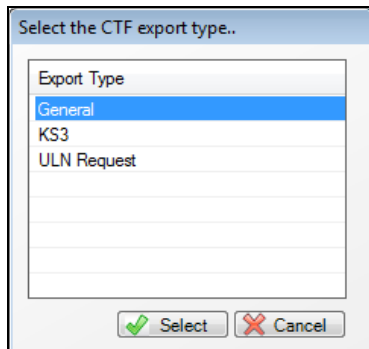 Select the CTF export type..
Export Type
General
KS3
ULN Request
Select Cancel